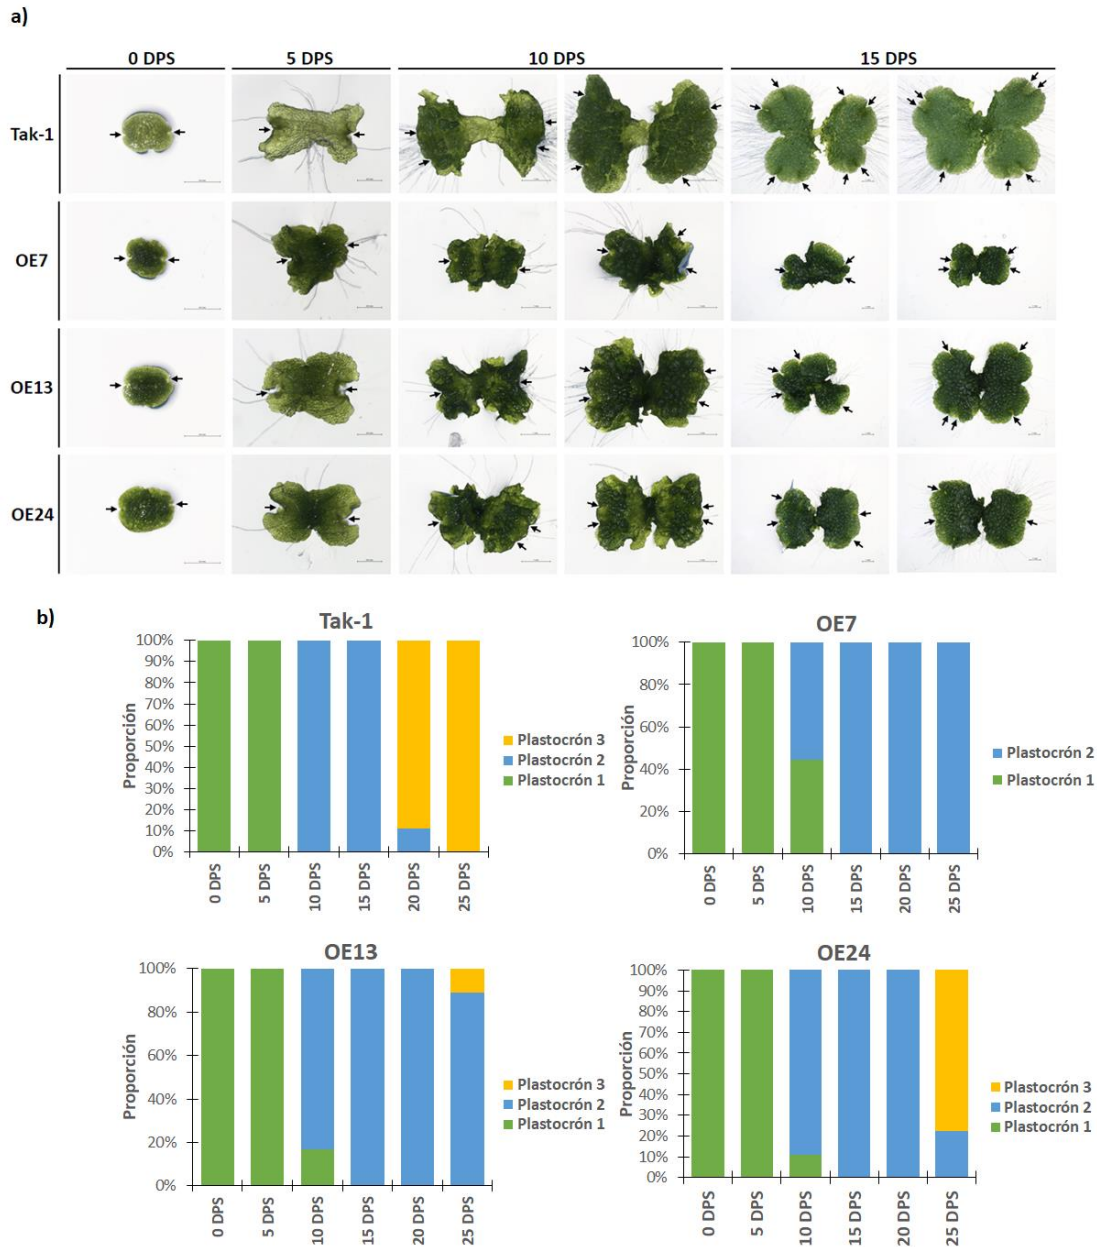 a)
0 DPS 5 DPS 10 DPS 15 DPS
Tak-1
OE7
OE13
OE24
b)
Tak-1
100%
90%
80%
70%
60%
50%
40%
30%
20%
10%
0%
Proporción
0 DPS
5 DPS
10 DPS
15 DPS
20 DPS
25 DPS
Plastocrón 3
Plastocrón 2
Plastocrón 1
OE7
100%
80%
60%
40%
20%
0%
Proporción
0 DPS
5 DPS
10 DPS
15 DPS
20 DPS
25 DPS
Plastocrón 2
Plastocrón 1
OE13
100%
80%
60%
40%
20%
0%
Proporción
0 DPS
5 DPS
10 DPS
15 DPS
20 DPS
25 DPS
Plastocrón 3
Plastocrón 2
Plastocrón 1
OE24
100%
90%
80%
70%
60%
50%
40%
30%
20%
10%
0%
Proporción
0 DPS
5 DPS
10 DPS
15 DPS
20 DPS
25 DPS
Plastocrón 3
Plastocrón 2
Plastocrón 1